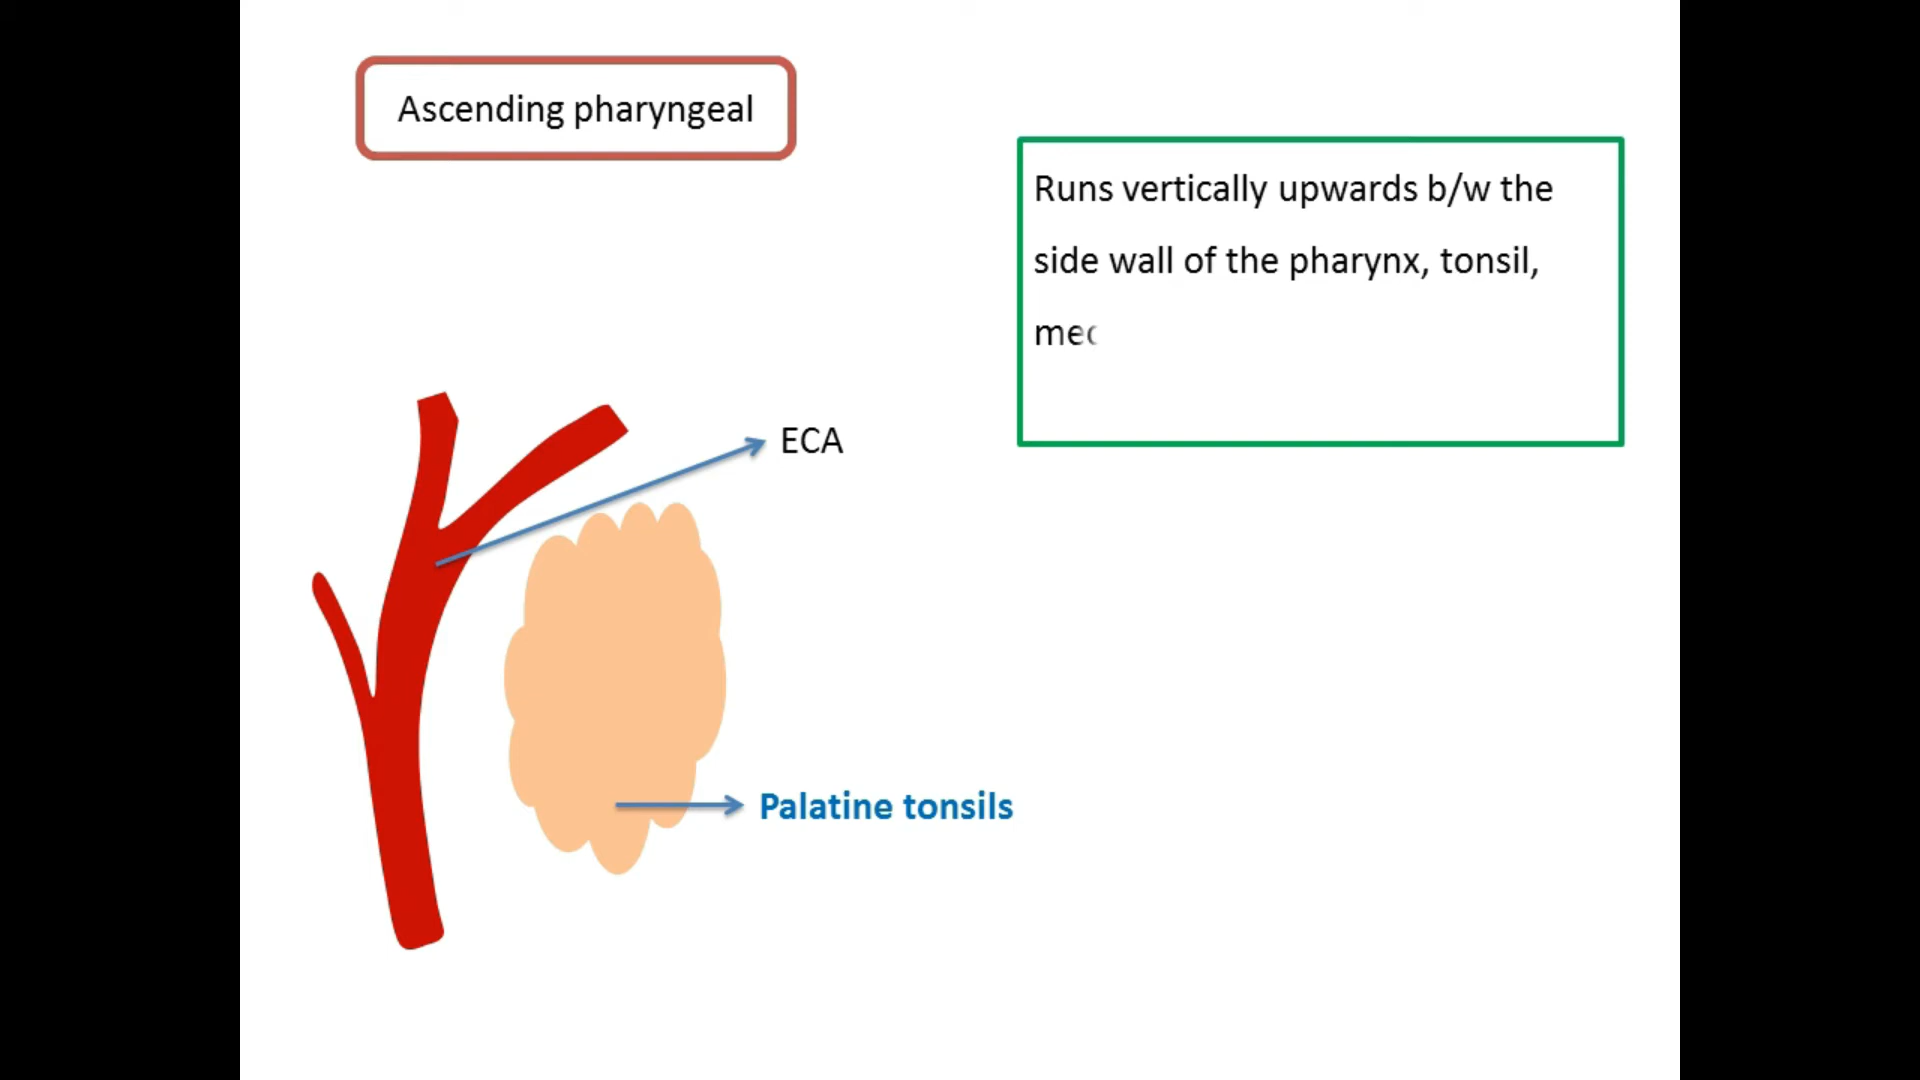 Ascending pharyngeal
Runs vertically upwards b/w the
side wall of the pharynx, tonsil,
ECA
Palatine tonsils